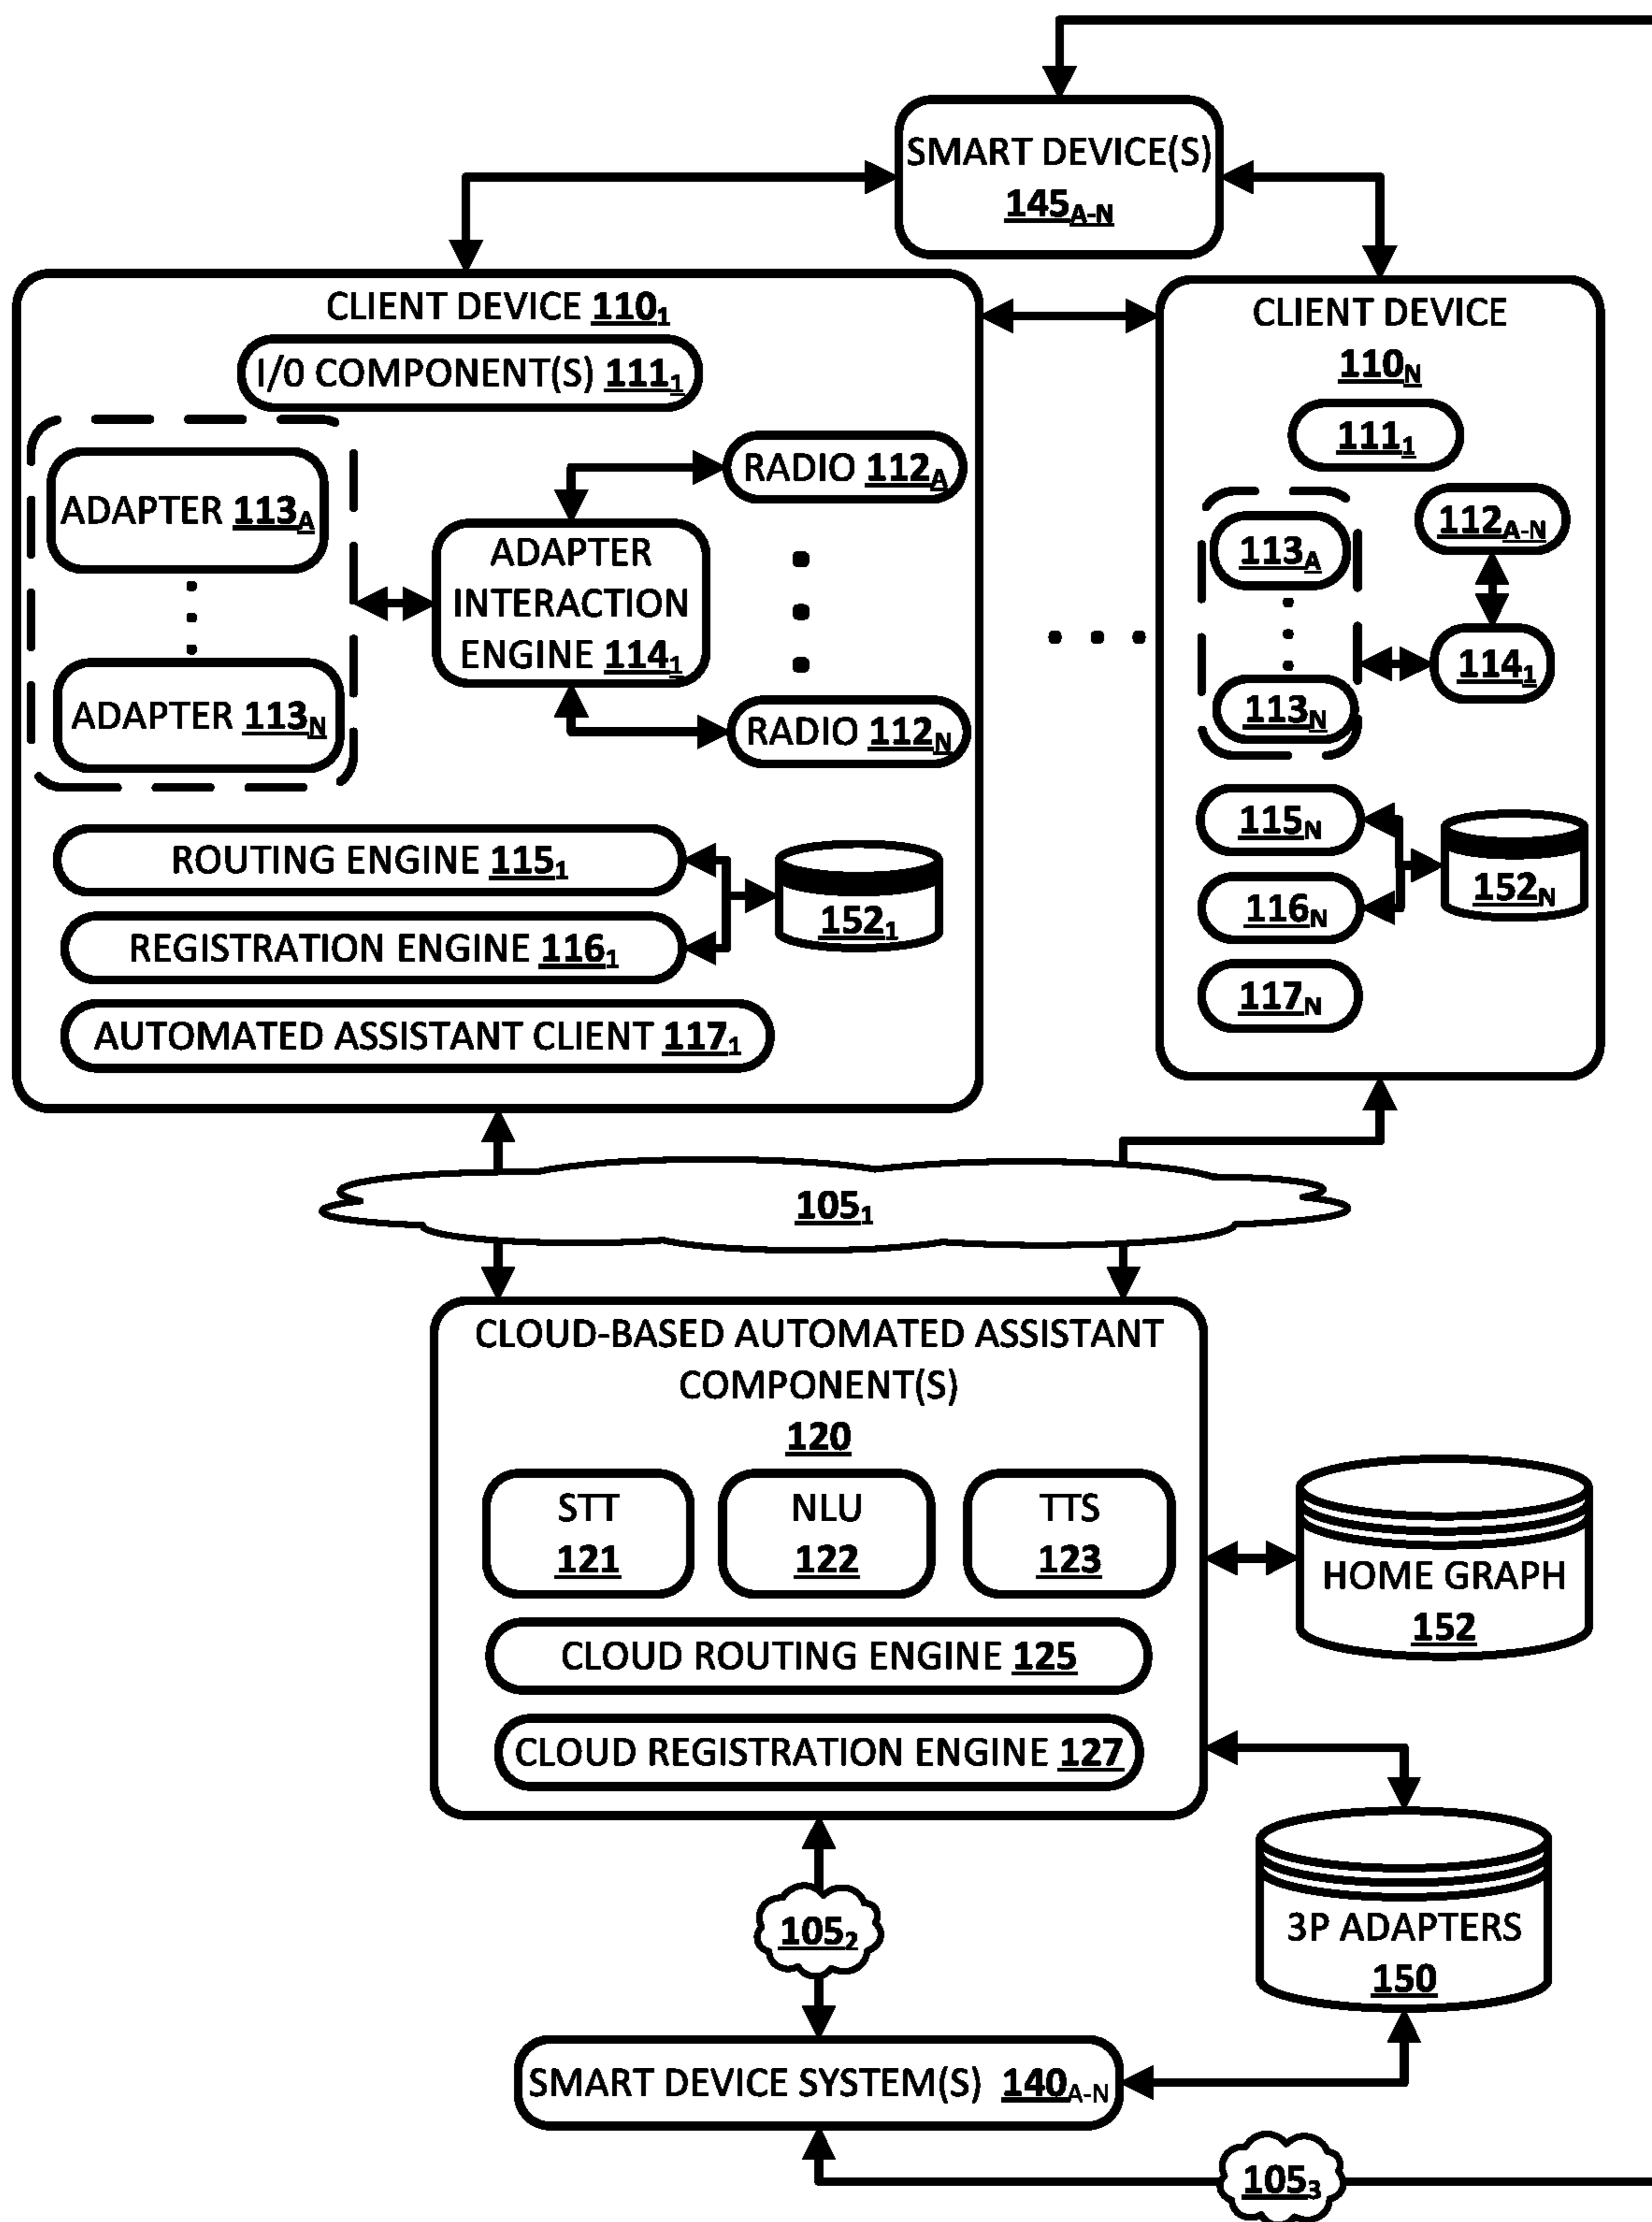 SMART DEVICE(S)
145A-N
CLIENT DEVICE 1101
I/0 COMPONENT(S) 1111
ADAPTER 113A
ADAPTER 113N
ADAPTER
INTERACTION
ENGINE 1141
RADIO 112A
RADIO 112N
ROUTING ENGINE 1151
REGISTRATION ENGINE 1161
1521
AUTOMATED ASSISTANT CLIENT 1171
CLIENT DEVICE
110N
1111
113A
113N
112A-N
1141
115N
116N
152N
117N
1051
CLOUD-BASED AUTOMATED ASSISTANT
COMPONENT(S)
120
STT
121
NLU
122
TTS
123
CLOUD ROUTING ENGINE 125
CLOUD REGISTRATION ENGINE 127
HOME GRAPH
152
3P ADAPTERS
150
1052
SMART DEVICE SYSTEM(S) 140A-N
1053